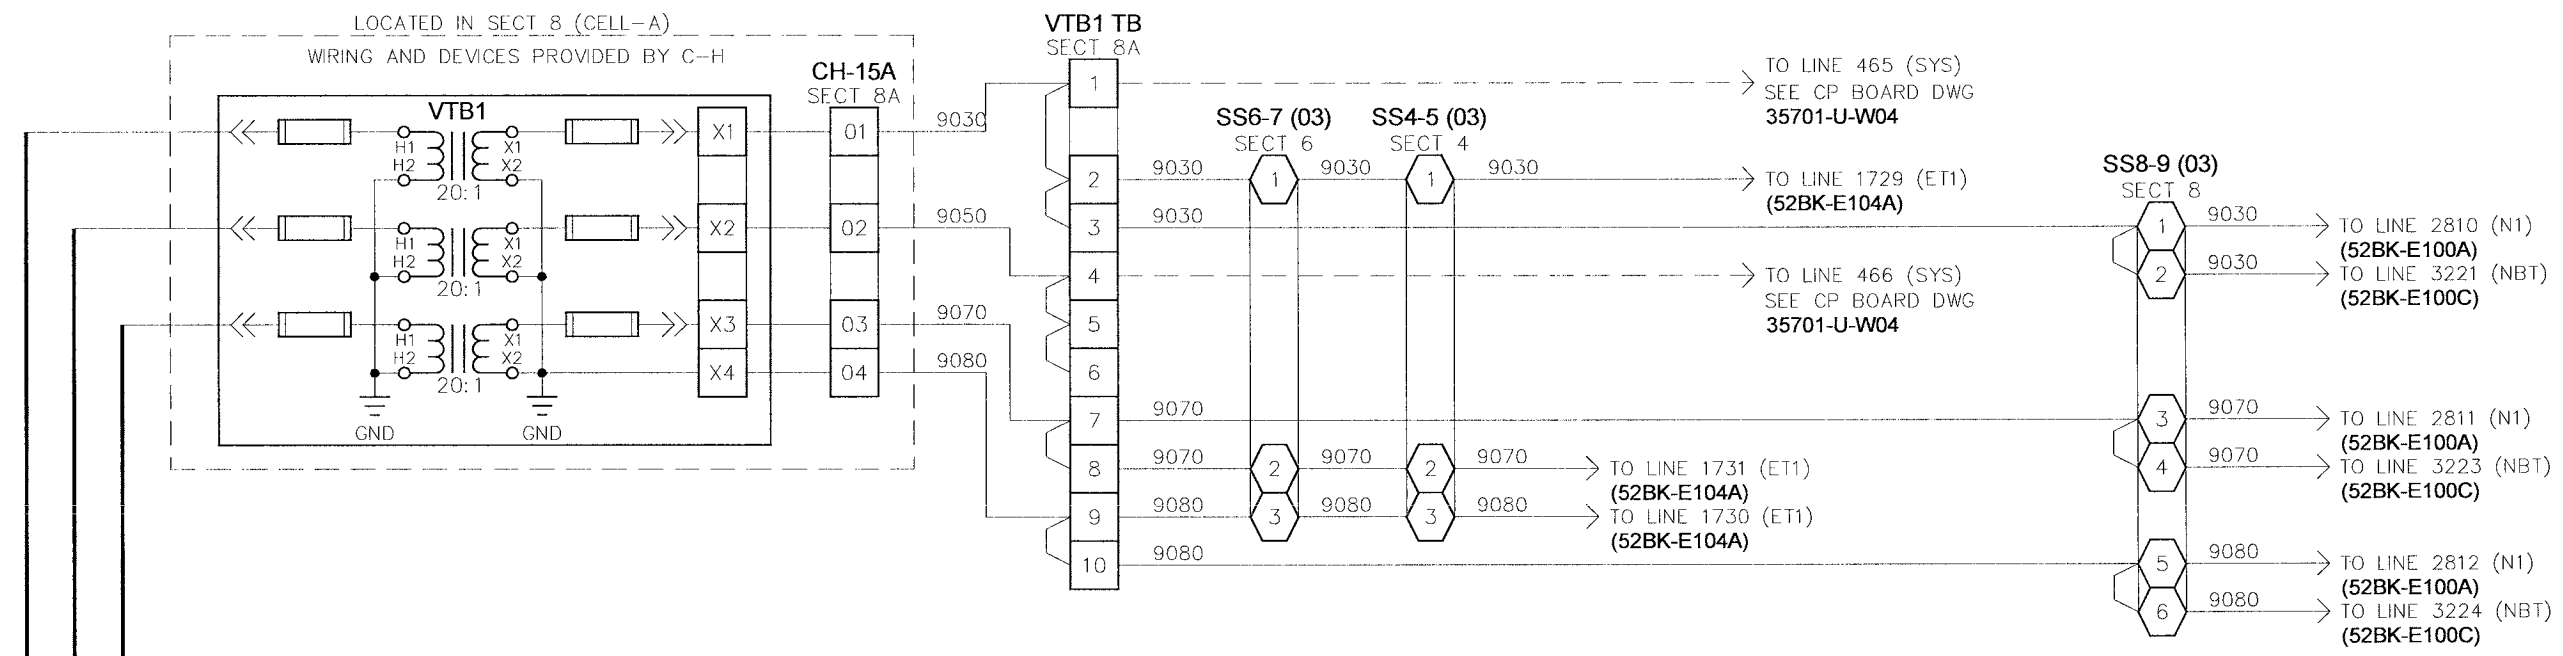 LOCATED IN SECT 8 (CELL-A)
WIRING AND DEVICES PROVIDED BY C-H
VTB1
H1
H2
X1
X2
20:1
H1
H2
X1
X2
20:1
H1
H2
X1
X2
20:1
GND
GND
X1
X2
X3
X4
CH-15A
SECT 8A
01
02
03
04
9030
9050
9070
9080
VTB1 TB
SECT 8A
1
2
3
4
5
6
7
8
9
10
TO LINE 465 (SYS)
SEE CP BOARD DWG
35701-U-W04
SS6-7 (03)
SECT 6
SS4-5 (03)
SECT 4
9030
1
9030
1
9030
TO LINE 1729 (ET1)
(52BK-E104A)
9030
TO LINE 466 (SYS)
SEE CP BOARD DWG
35701-U-W04
9070
9070
2
9070
2
9070
TO LINE 1731 (ET1)
(52BK-E104A)
9080
3
9080
3
9080
TO LINE 1730 (ET1)
(52BK-E104A)
9080
SS8-9 (03)
SECT 8
1
9030
TO LINE 2810 (N1)
(52BK-E100A)
2
9030
TO LINE 3221 (NBT)
(52BK-E100C)
3
9070
TO LINE 2811 (N1)
(52BK-E100A)
4
9070
TO LINE 3223 (NBT)
(52BK-E100C)
5
9080
TO LINE 2812 (N1)
(52BK-E100A)
6
9080
TO LINE 3224 (NBT)
(52BK-E100C)